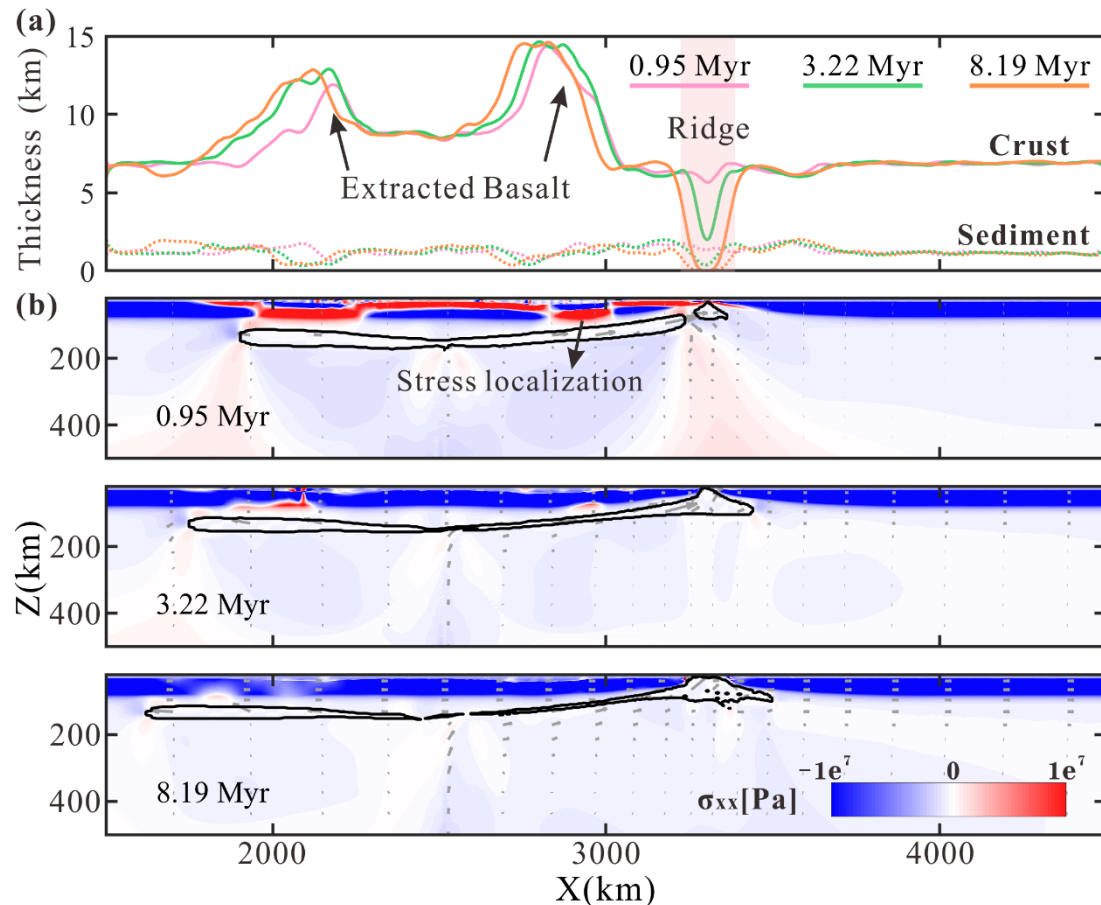 (a)
Thickness (km)
15
10
5
0
0.95 Myr
3.22 Myr
8.19 Myr
Ridge
Crust
Extracted Basalt
Sediment
(b)
Z(km)
200
400
Stress localization
0.95 Myr
200
400
3.22 Myr
200
400
8.19 Myr
−1e⁷
0
1e⁷
σxx[Pa]
2000
3000
4000
X(km)